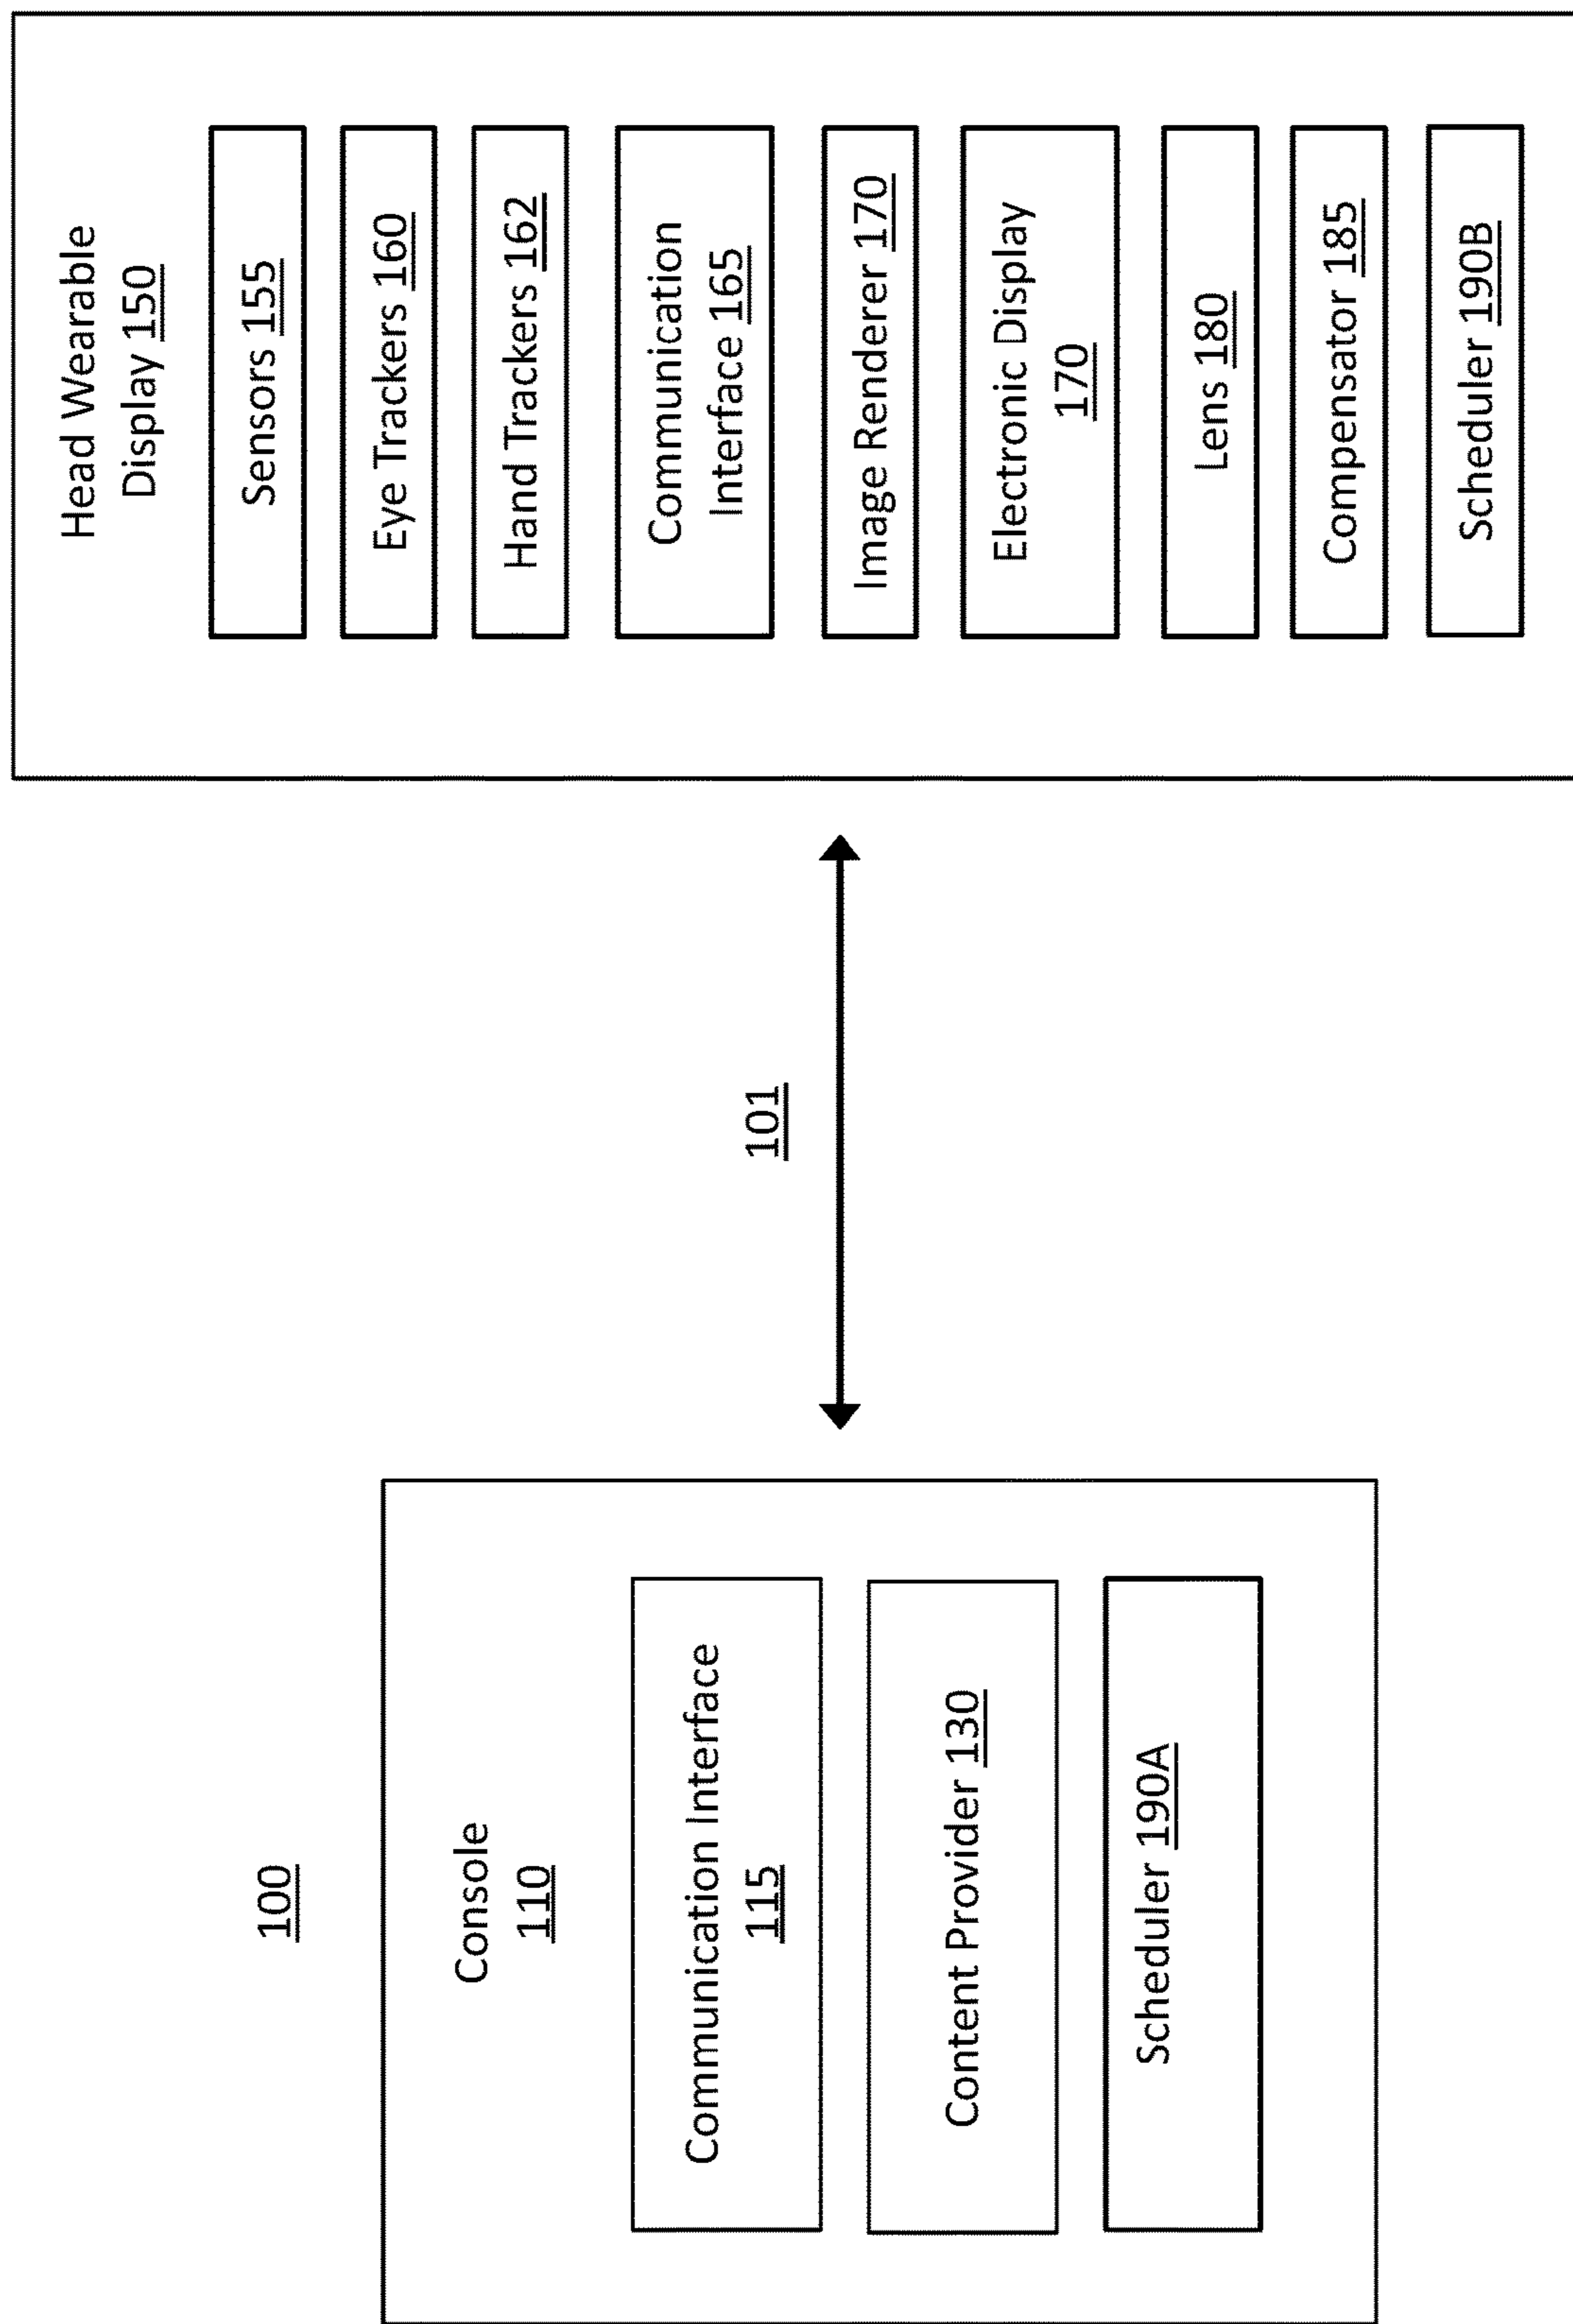 100
Console
110
Communication Interface
115
Content Provider 130
Scheduler 190A
101
Head Wearable
Display 150
Sensors 155
Eye Trackers 160
Hand Trackers 162
Communication
Interface 165
Image Renderer 170
Electronic Display
170
Lens 180
Compensator 185
Scheduler 190B